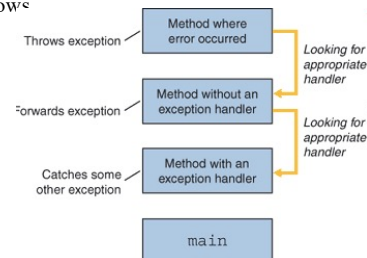 ows
Method where
error occurred
Throws exception
Looking for
appropriate
handler
Method without an
exception handler
Forwards exception
Looking for
appropriate
handler
Method with an
exception handler
Catches some
other exception
main